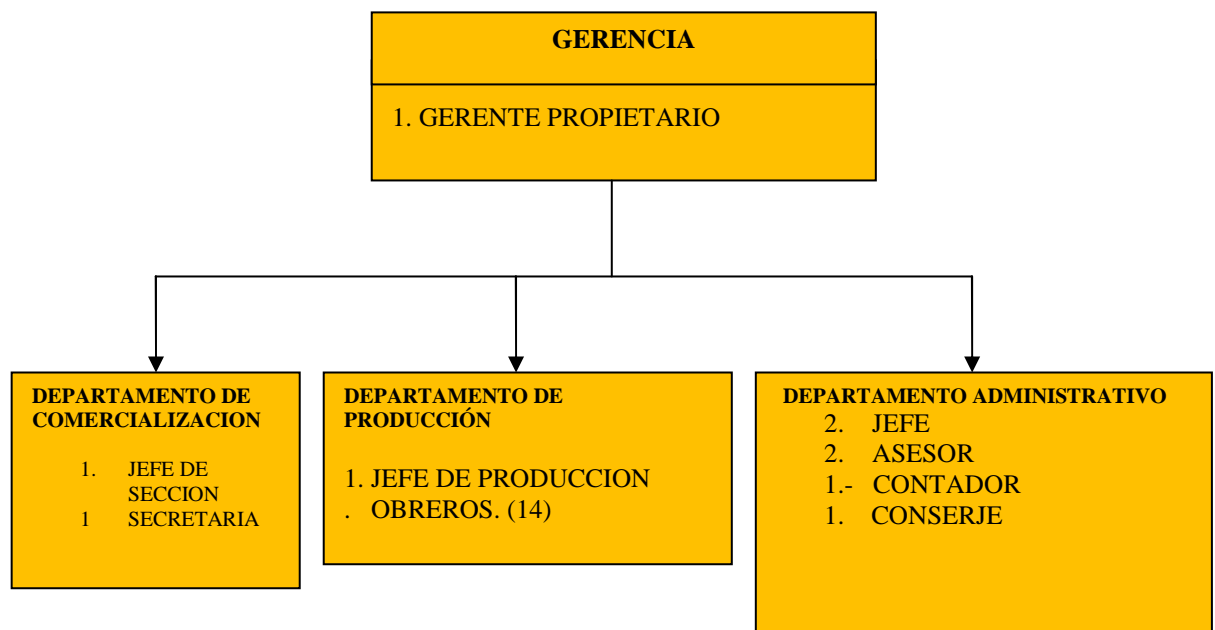 GERENCIA
1. GERENTE PROPIETARIO
DEPARTAMENTO DE
COMERCIALIZACION
1. JEFE DE
SECCION
1 SECRETARIA
DEPARTAMENTO DE
PRODUCCIÓN
1. JEFE DE PRODUCCION
. OBREROS. (14)
DEPARTAMENTO ADMINISTRATIVO
2. JEFE
2. ASESOR
1.- CONTADOR
1. CONSERJE